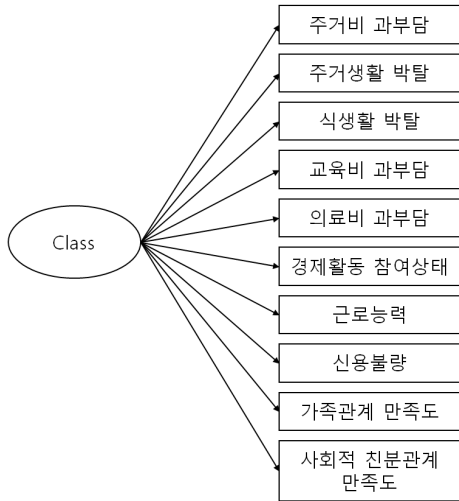 주거비 과부담
주거생활 박탈
식생활 박탈
교육비 과부담
의료비 과부담
Class
경제활동 참여상태
근로능력
신용불량
가족관계 만족도
사회적 친분관계
만족도